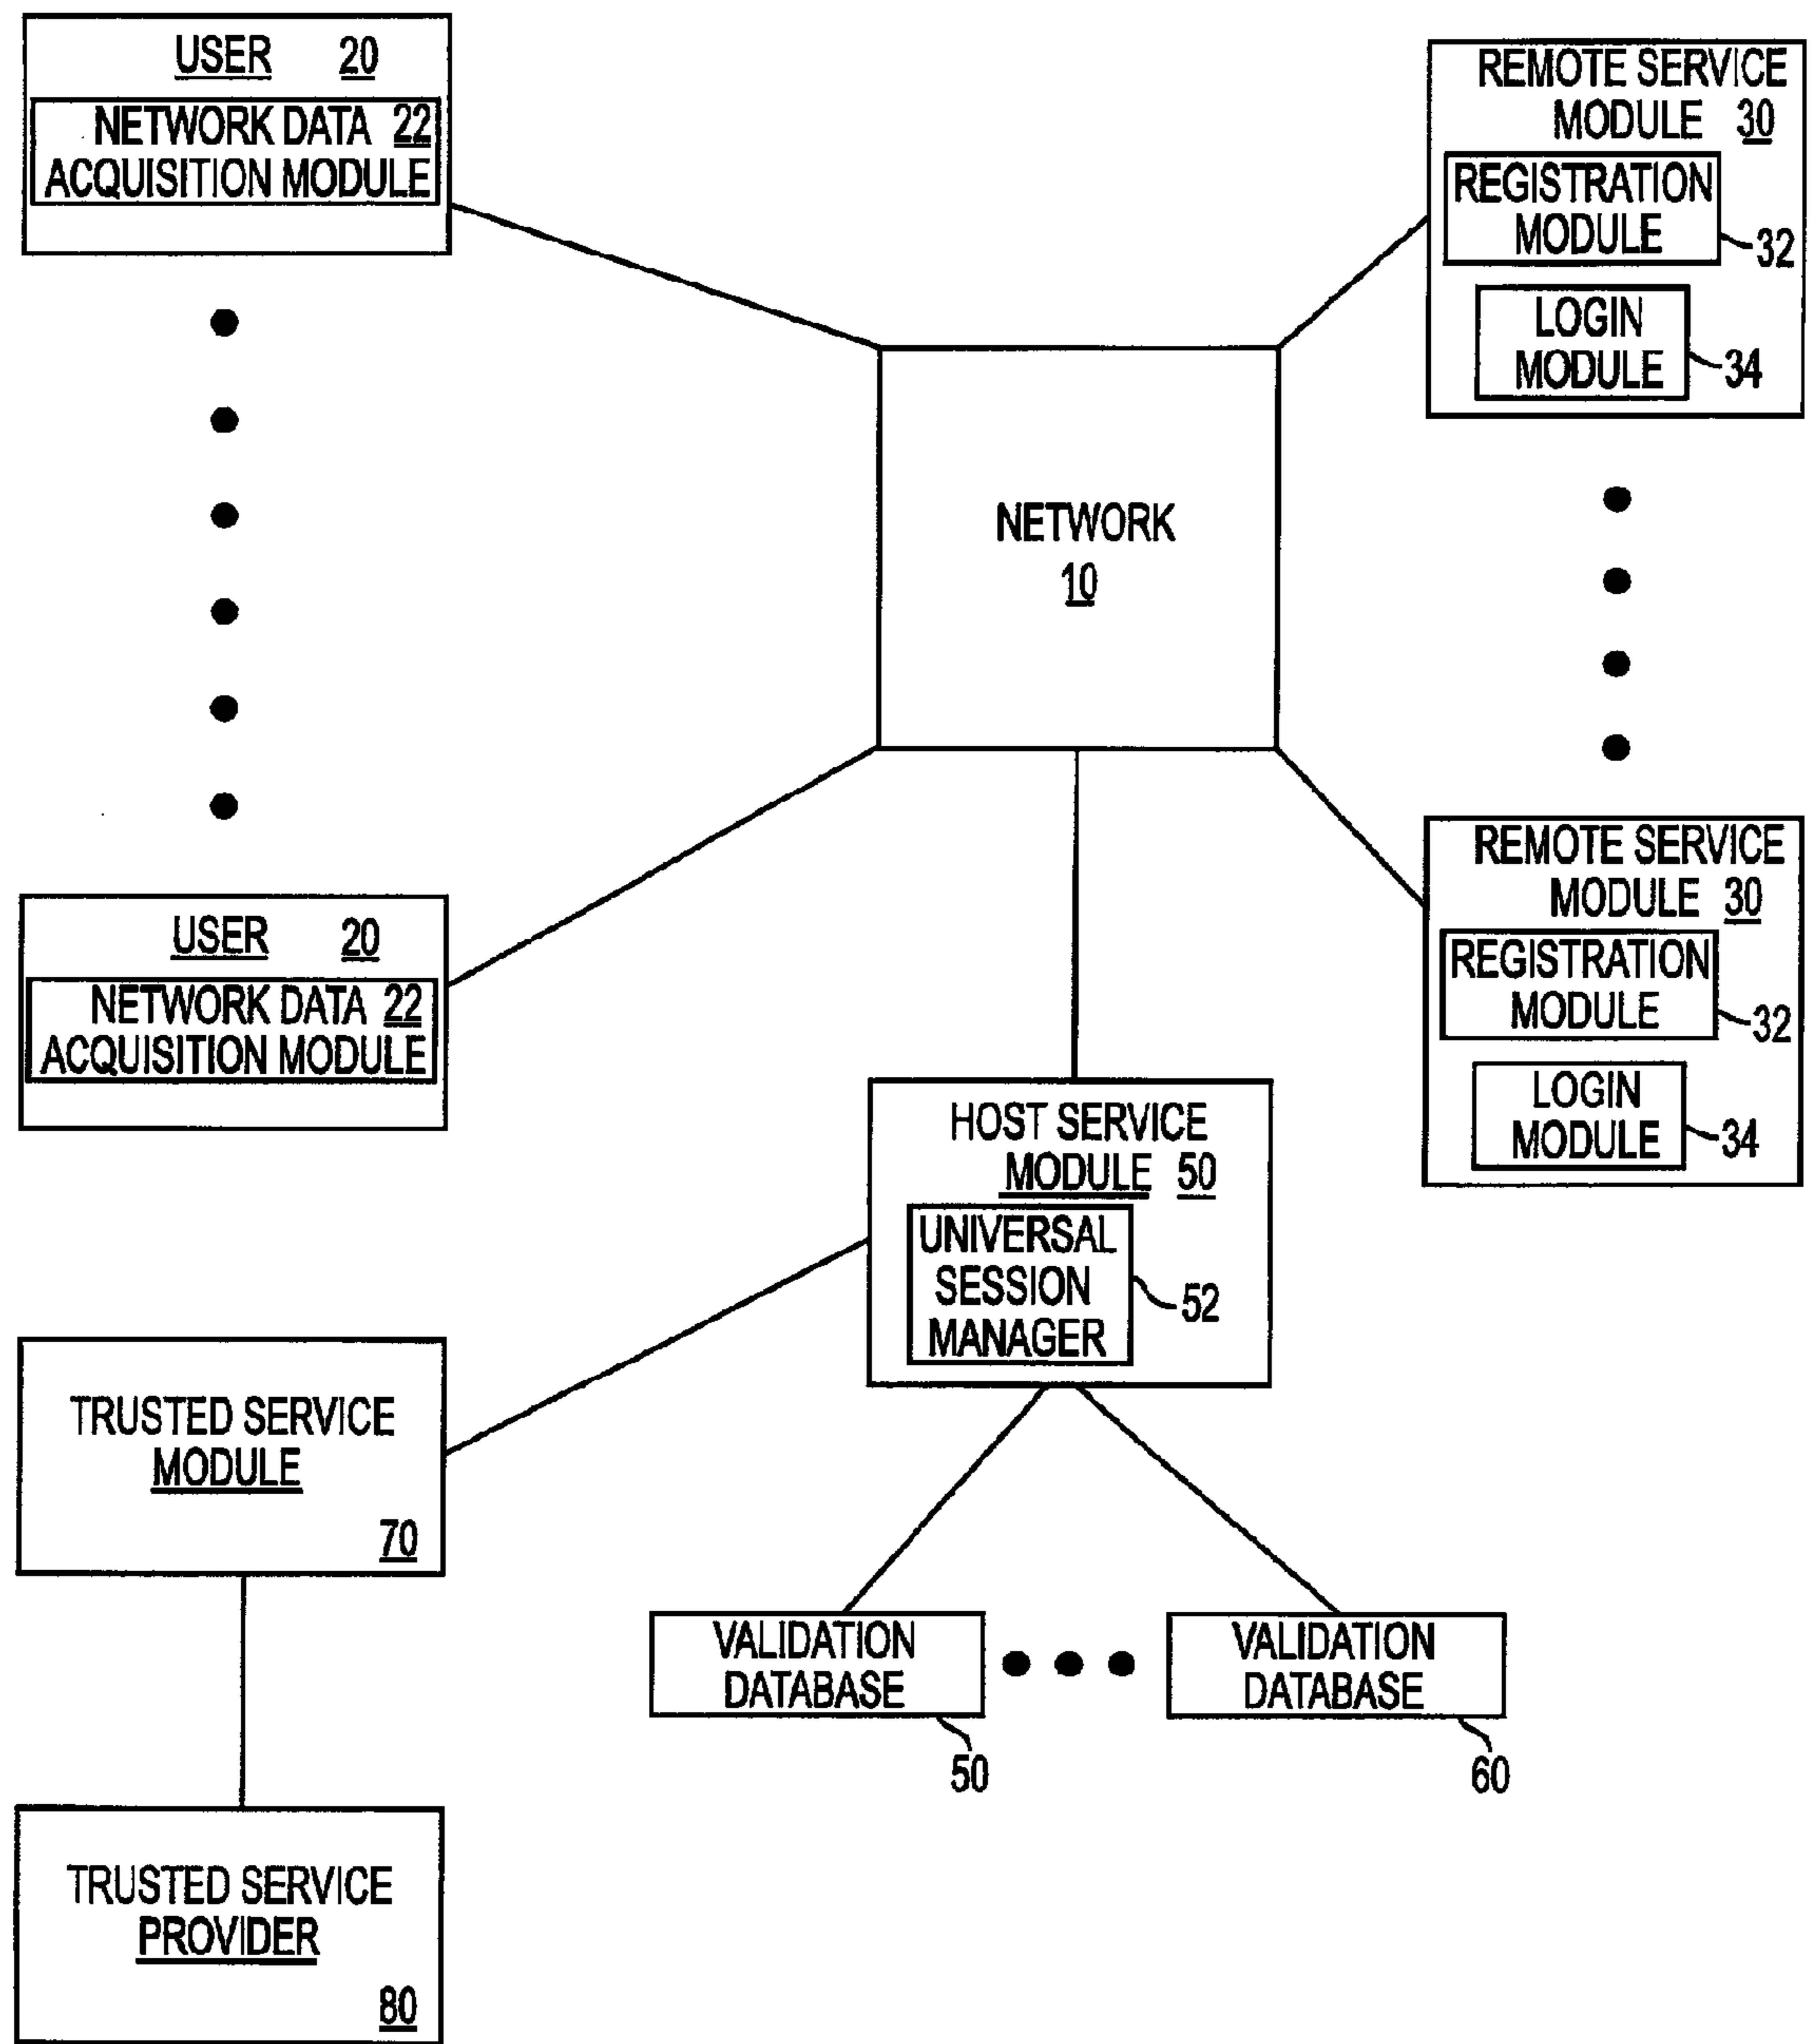 USER 20
NETWORK DATA 22
ACQUISITION MODULE
REMOTE SERVICE
MODULE 30
REGISTRATION
MODULE
32
LOGIN
MODULE
34
NETWORK
10
USER 20
NETWORK DATA 22
ACQUISITION MODULE
REMOTE SERVICE
MODULE 30
REGISTRATION
MODULE
32
LOGIN
MODULE
34
HOST SERVICE
MODULE 50
UNIVERSAL
SESSION
MANAGER
52
TRUSTED SERVICE
MODULE
70
VALIDATION
DATABASE
50
VALIDATION
DATABASE
60
TRUSTED SERVICE
PROVIDER
80